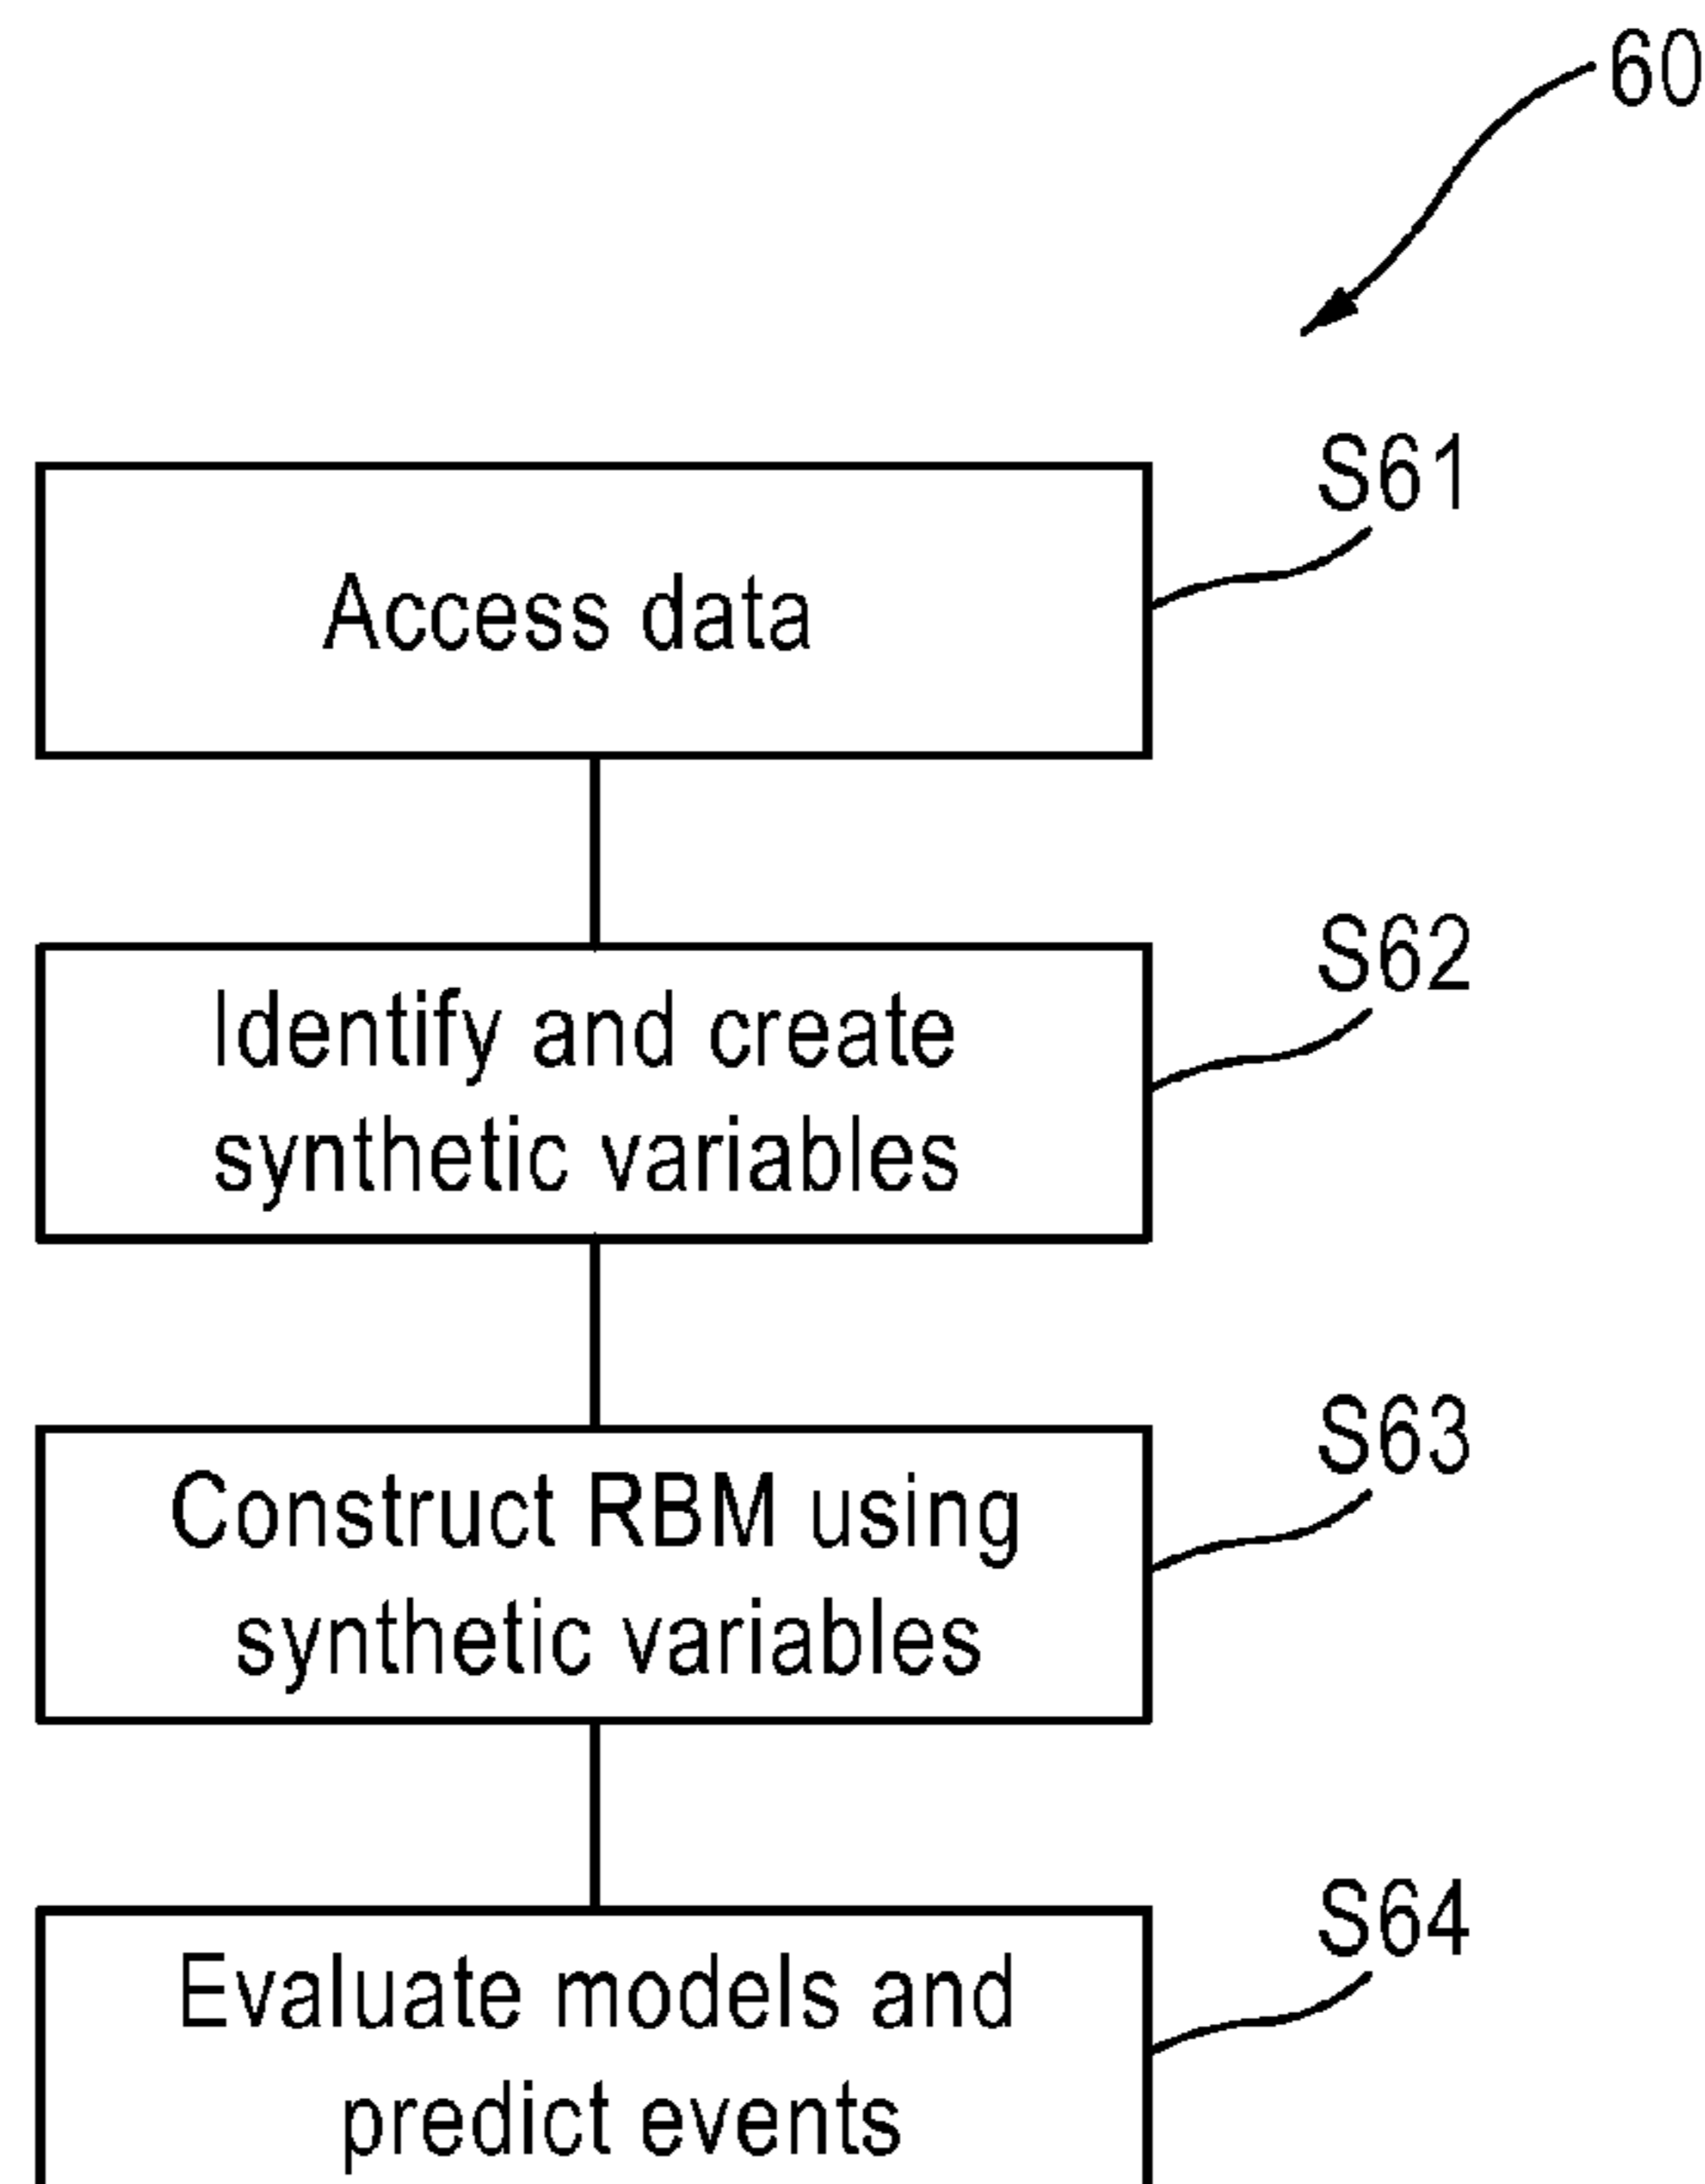 60
S61
Access data
S62
Identify and create
synthetic variables
S63
Construct RBM using
synthetic variables
S64
Evaluate models and
predict events